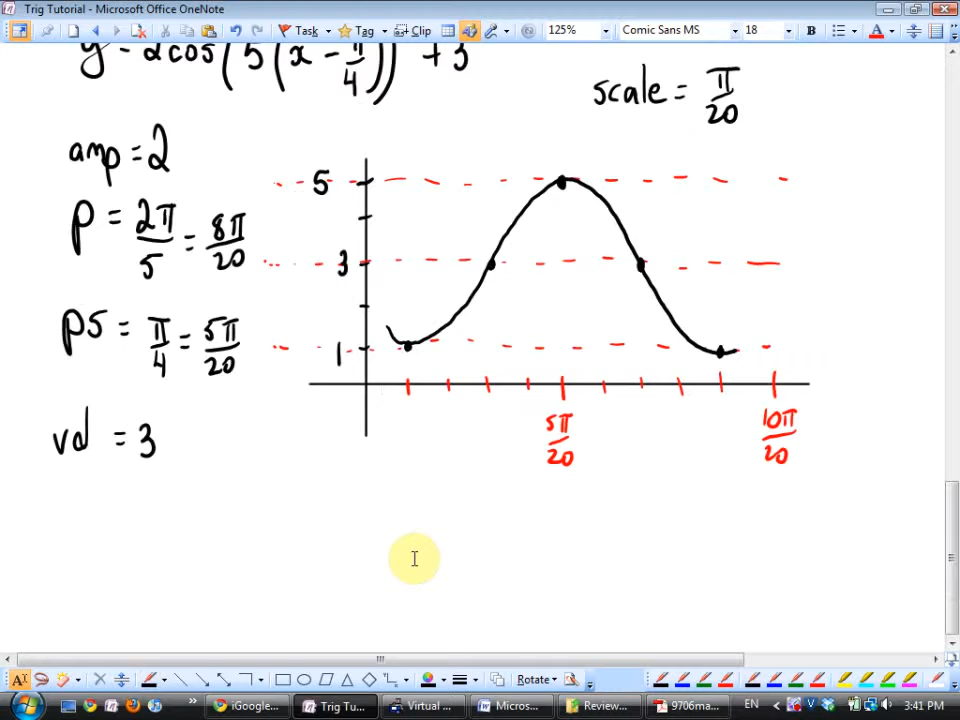 Trig Tutorial - Microsoft Office OneNote
Task Tag Clip 125% Comic Sans MS 18 B
y = 2cos(5(x - π/4)) + 3
scale = π/20
amp = 2
P = 2π/5 = 8π/20
PS = π/4 = 5π/20
vd = 3
5
3
1
5π/20
10π/20
Rotate
iGoogle... Trig Tu... Virtual ... Micros... Review... 9706ma... EN 3:41 PM